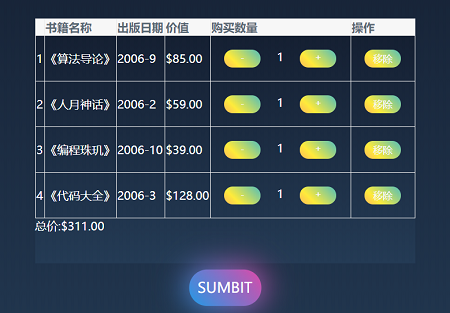 书籍名称 出版日期 价值 购买数量 操作
1 《算法导论》 2006-9 $85.00 - 1 + 移除
2 《人月神话》 2006-2 $59.00 - 1 + 移除
3 《编程珠玑》 2006-10 $39.00 - 1 + 移除
4 《代码大全》 2006-3 $128.00 - 1 + 移除
总价:$311.00
SUMBIT